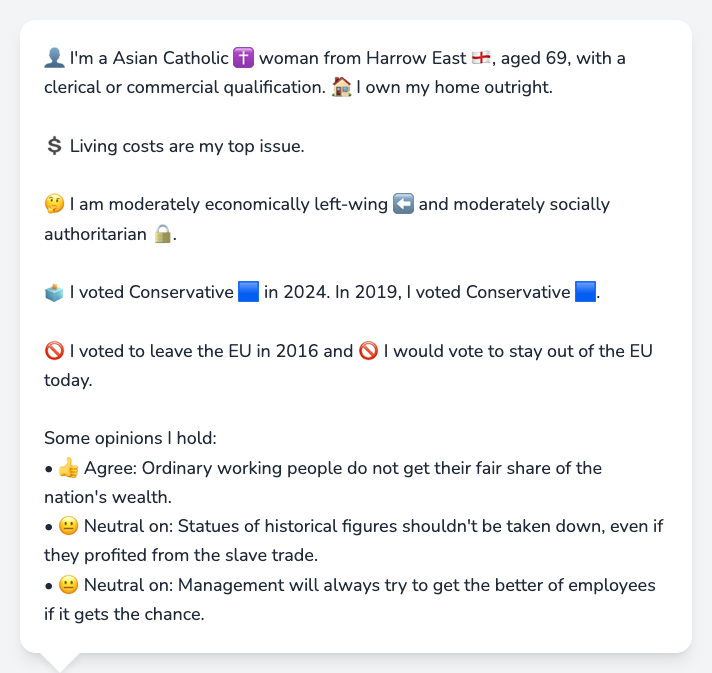 👤 I'm a Asian Catholic ✝️ woman from Harrow East 🏴󠁧󠁢󠁥󠁮󠁧󠁿, aged 69, with a
clerical or commercial qualification. 🏠 I own my home outright.
💲 Living costs are my top issue.
🤔 I am moderately economically left-wing ⬅️ and moderately socially
authoritarian 🔒.
🗳️ I voted Conservative 🟦 in 2024. In 2019, I voted Conservative 🟦.
🚫 I voted to leave the EU in 2016 and 🚫 I would vote to stay out of the EU
today.
Some opinions I hold:
• 👍 Agree: Ordinary working people do not get their fair share of the
nation's wealth.
• 😐 Neutral on: Statues of historical figures shouldn't be taken down, even if
they profited from the slave trade.
• 😐 Neutral on: Management will always try to get the better of employees
if it gets the chance.